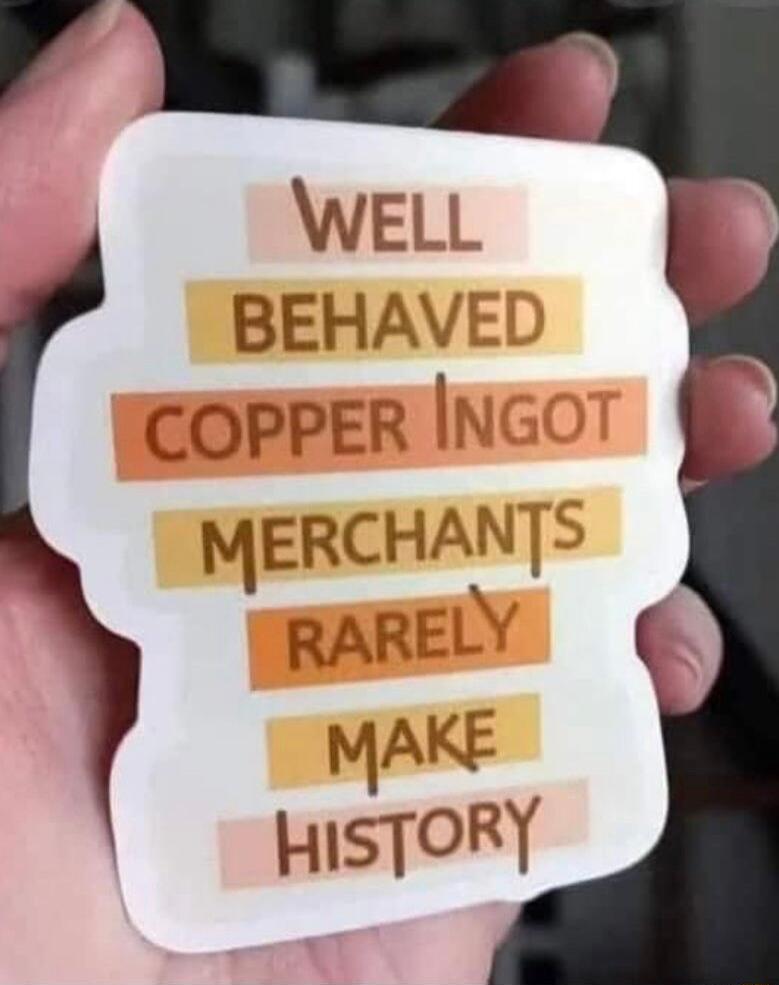 WELL
BEHAVED
COPPER INGOT
MERCHANTS
RARELY
MAKE
HISTORY